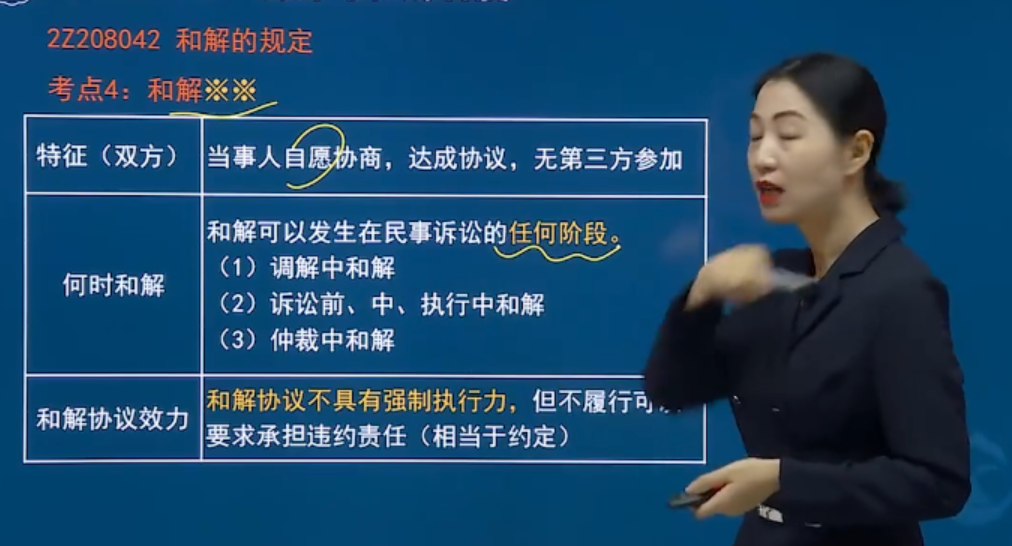 2Z208042 和解的规定
考点4：和解※※
特征（双方）
当事人自愿协商，达成协议，无第三方参加
何时和解
和解可以发生在民事诉讼的任何阶段。
（1）调解中和解
（2）诉讼前、中、执行中和解
（3）仲裁中和解
和解协议效力
和解协议不具有强制执行力，但不履行可
要求承担违约责任（相当于约定）